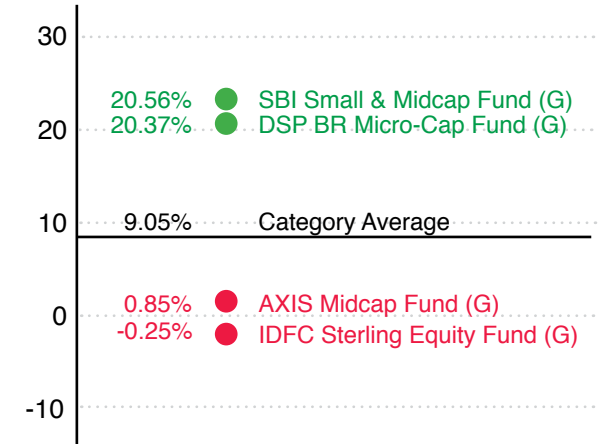 30
20.56% SBI Small & Midcap Fund (G)
20 20.37% DSP BR Micro-Cap Fund (G)
10 9.05% Category Average
0.85% AXIS Midcap Fund (G)
0
-0.25% IDFC Sterling Equity Fund (G)
-10